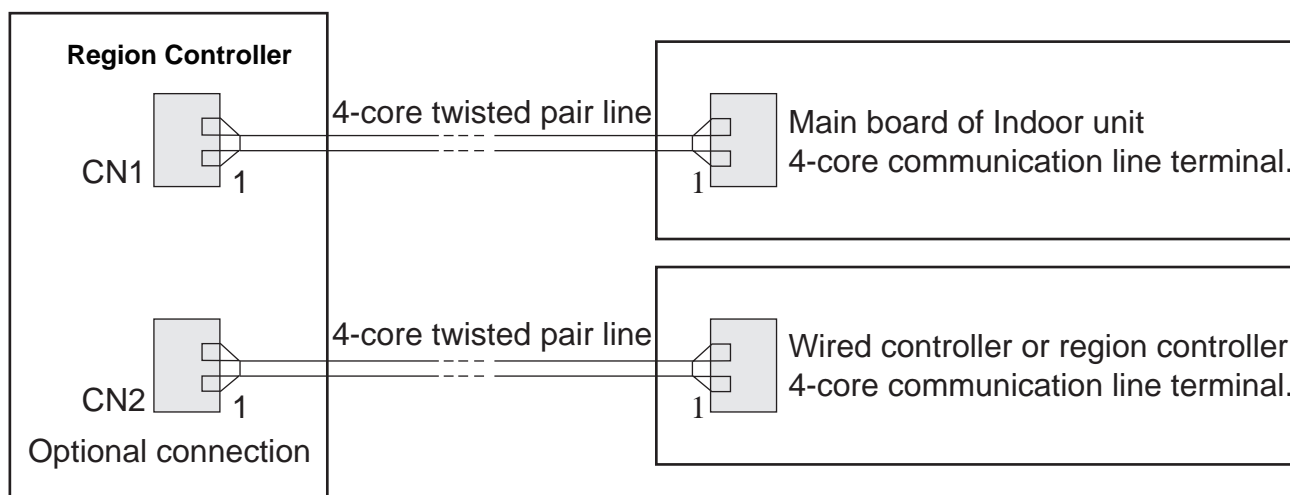 Region Controller
4-core twisted pair line
CN1
1
1
Main board of Indoor unit
4-core communication line terminal.
4-core twisted pair line
CN2
1
1
Wired controller or region controller
4-core communication line terminal.
Optional connection